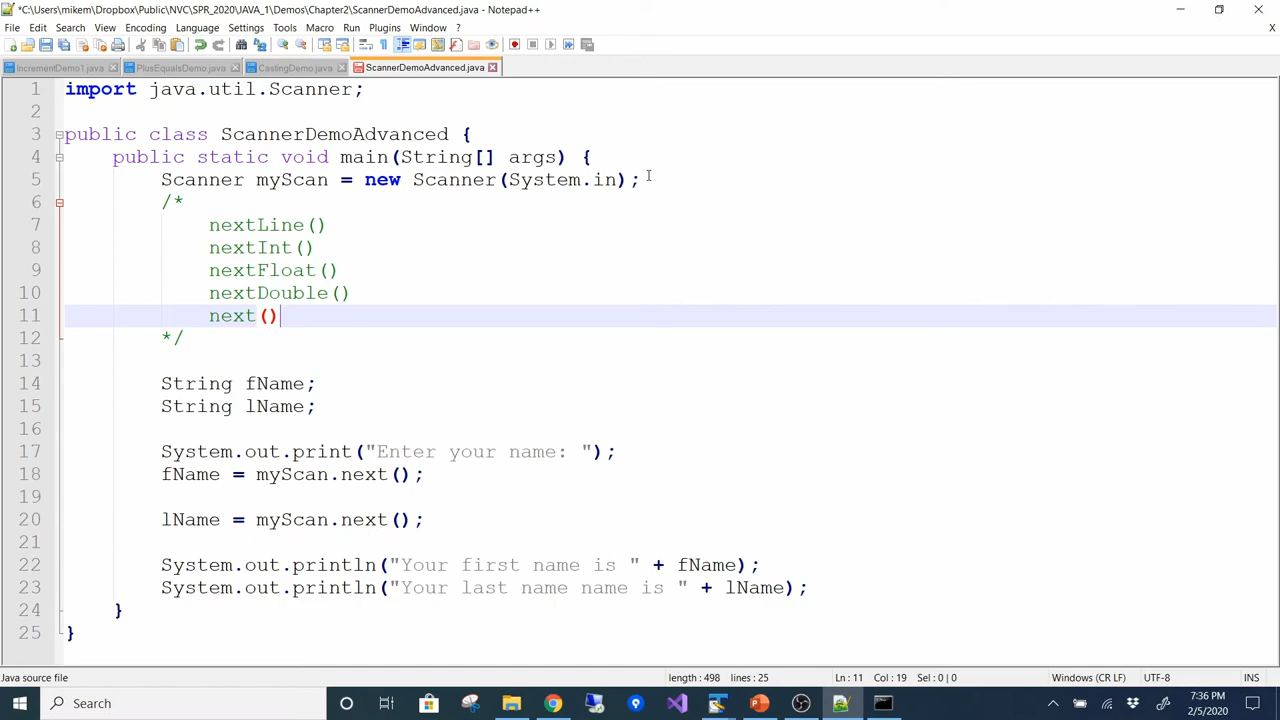 *C:\Users\mikem\Dropbox\Public\NVC\SPR_2020\JAVA_1\Demos\Chapter2\ScannerDemoAdvanced.java - Notepad++
File Edit Search View Encoding Language Settings Tools Macro Run Plugins Window ?
IncrementDemo1.java PlusEqualsDemo.java CastingDemo.java ScannerDemoAdvanced.java
1 import java.util.Scanner;
2
3 public class ScannerDemoAdvanced {
4 public static void main(String[] args) {
5 Scanner myScan = new Scanner(System.in);
6 /*
7 nextLine()
8 nextInt()
9 nextFloat()
10 nextDouble()
11 next()
12 */
13
14 String fName;
15 String lName;
16
17 System.out.print("Enter your name: ");
18 fName = myScan.next();
19
20 lName = myScan.next();
21
22 System.out.println("Your first name is " + fName);
23 System.out.println("Your last name name is " + lName);
24 }
25 }
Java source file length : 498 lines : 25 Ln : 11 Col : 19 Sel : 0 | 0 Windows (CR LF) UTF-8 INS
Search
7:36 PM
2/5/2020